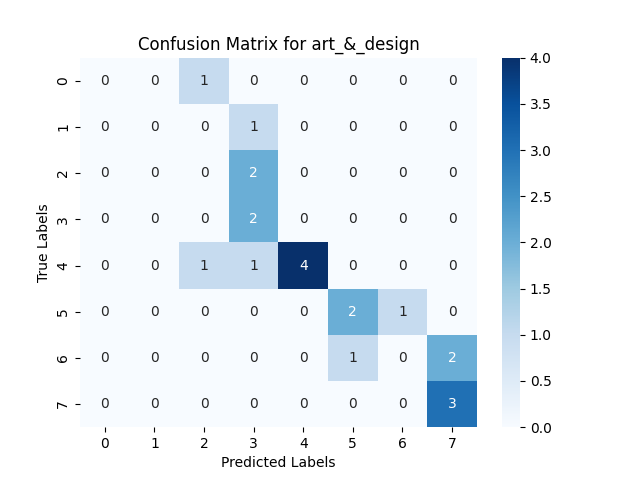 Confusion Matrix for art_&_design
True Labels
0 0 0 1 0 0 0 0 0
1 0 0 0 1 0 0 0 0
2 0 0 0 2 0 0 0 0
3 0 0 0 2 0 0 0 0
4 0 0 1 1 4 0 0 0
5 0 0 0 0 0 2 1 0
6 0 0 0 0 0 1 0 2
7 0 0 0 0 0 0 0 3
0 1 2 3 4 5 6 7
Predicted Labels
4.0
3.5
3.0
2.5
2.0
1.5
1.0
0.5
0.0